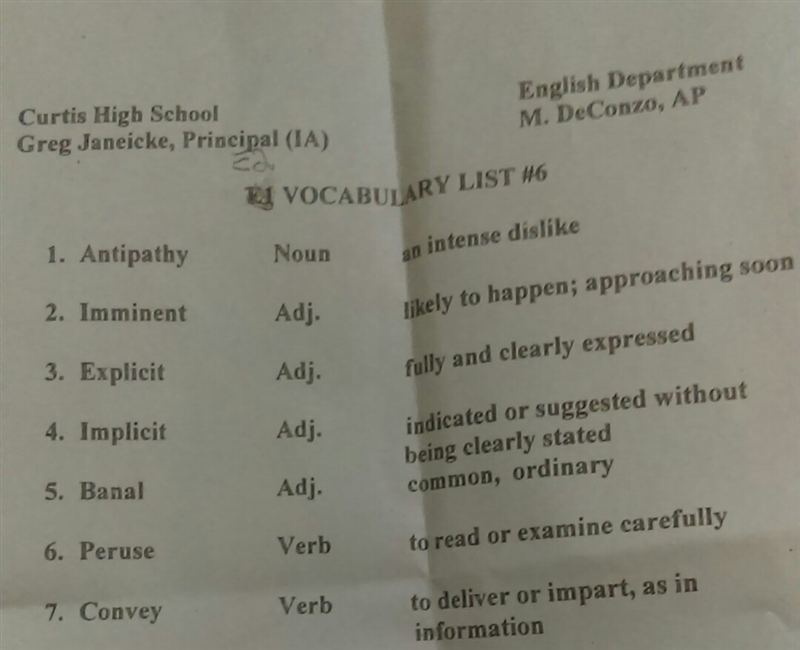 Curtis High School
English Department
Greg Janeicke, Principal (IA)
M. DeConzo, AP
VOCABULARY LIST #6
1. Antipathy Noun an intense dislike
2. Imminent Adj. likely to happen; approaching soon
3. Explicit Adj. fully and clearly expressed
4. Implicit Adj. indicated or suggested without
being clearly stated
5. Banal Adj. common, ordinary
6. Peruse Verb to read or examine carefully
7. Convey Verb to deliver or impart, as in
information